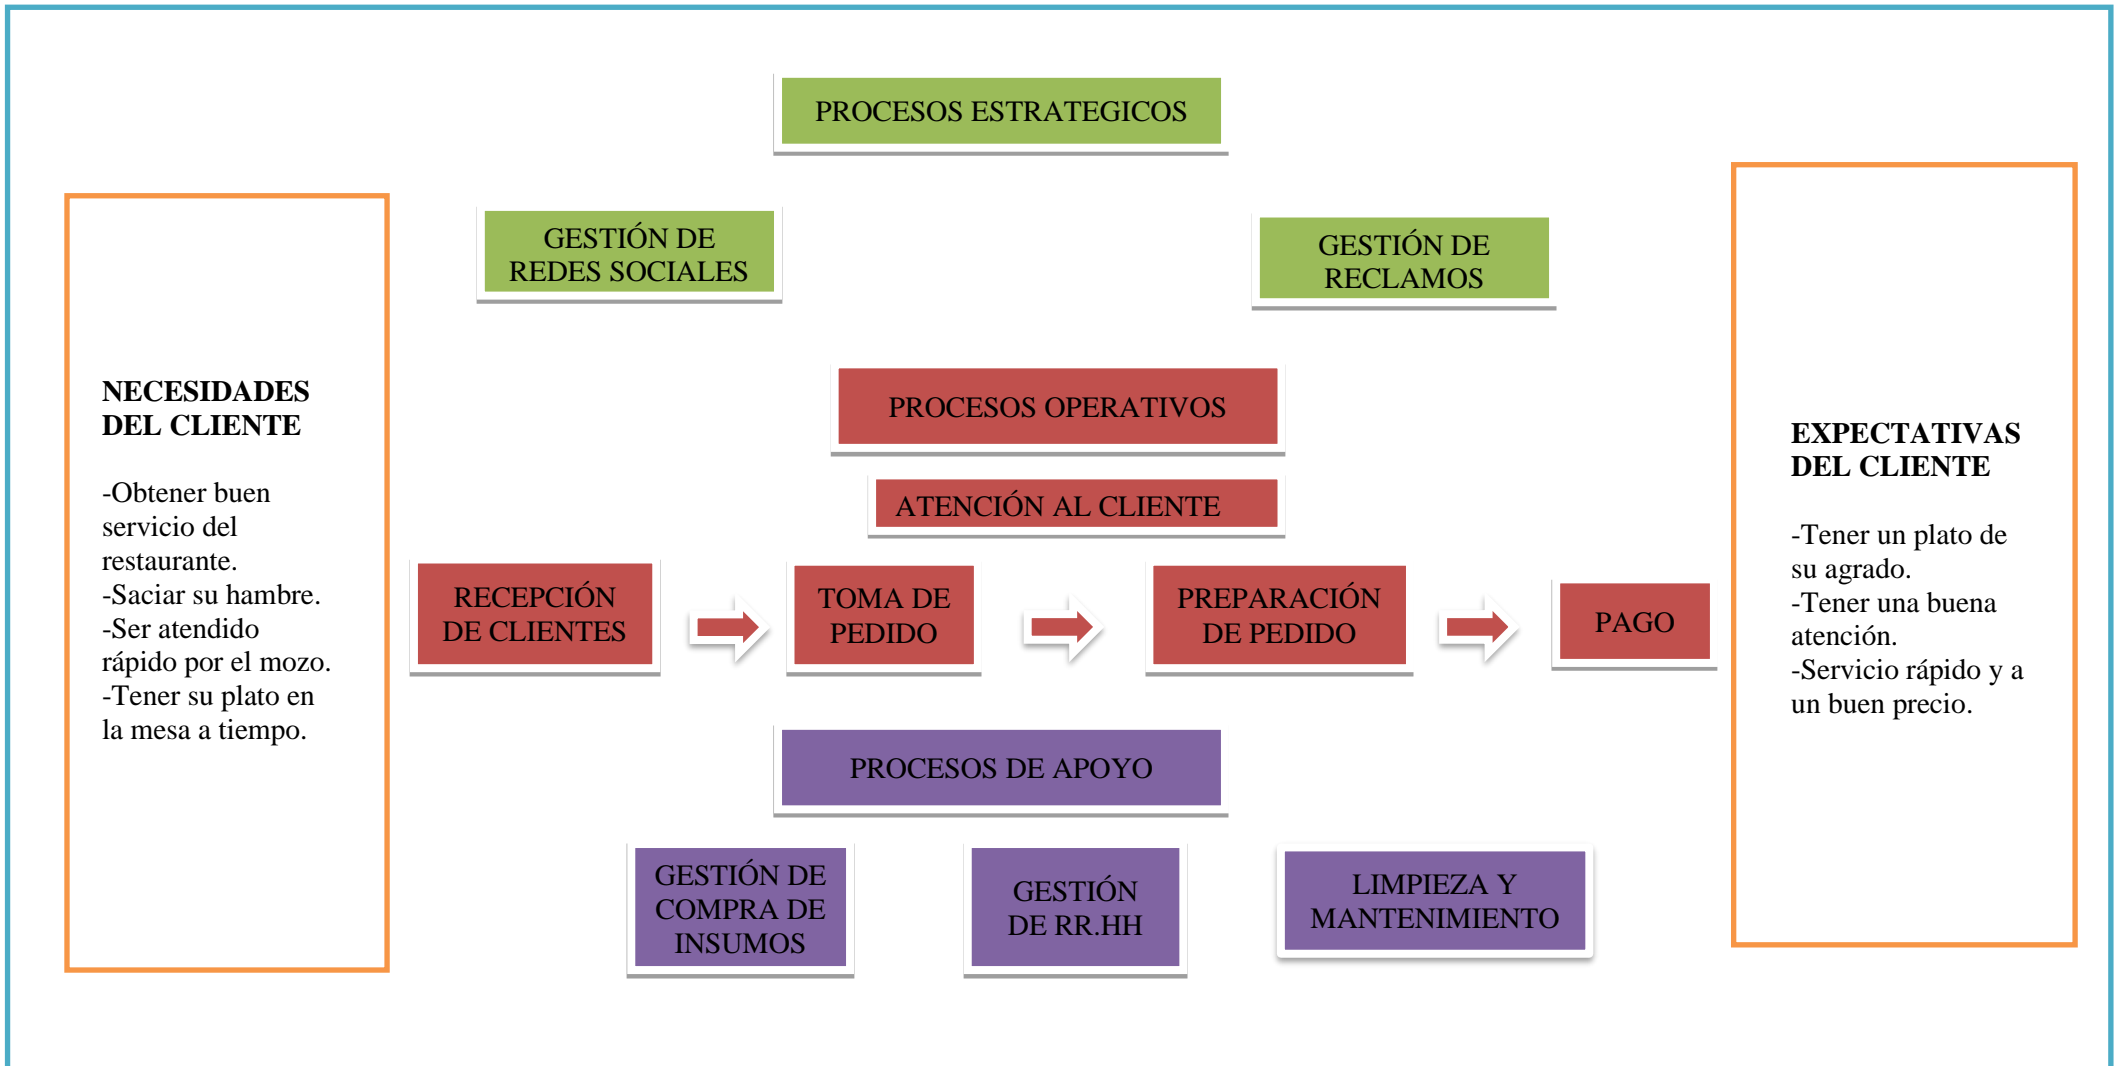 PROCESOS ESTRATEGICOS
GESTIÓN DE
REDES SOCIALES
GESTIÓN DE
RECLAMOS
NECESIDADES
DEL CLIENTE
-Obtener buen
servicio del
restaurante.
-Saciar su hambre.
-Ser atendido
rápido por el mozo.
-Tener su plato en
la mesa a tiempo.
PROCESOS OPERATIVOS
ATENCIÓN AL CLIENTE
RECEPCIÓN
DE CLIENTES
TOMA DE
PEDIDO
PREPARACIÓN
DE PEDIDO
PAGO
EXPECTATIVAS
DEL CLIENTE
-Tener un plato de
su agrado.
-Tener una buena
atención.
-Servicio rápido y a
un buen precio.
PROCESOS DE APOYO
GESTIÓN DE
COMPRA DE
INSUMOS
GESTIÓN
DE RR.HH
LIMPIEZA Y
MANTENIMIENTO